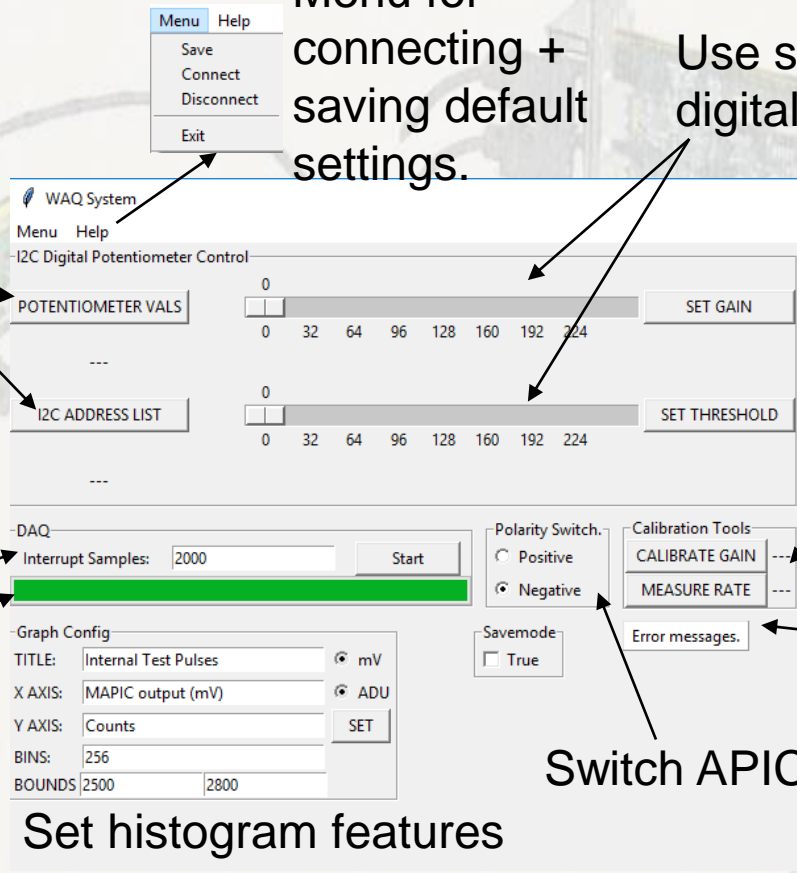 Menu for
connecting +
saving default
settings.
Use s
digital
Menu Help
Save
Connect
Disconnect
Exit
WAQ System
Menu Help
I2C Digital Potentiometer Control
POTENTIOMETER VALS
0
0 32 64 96 128 160 192 224
SET GAIN
---
I2C ADDRESS LIST
0
0 32 64 96 128 160 192 224
SET THRESHOLD
---
DAQ
Interrupt Samples: 2000 Start
Polarity Switch.
Positive
Negative
Calibration Tools
CALIBRATE GAIN ---
MEASURE RATE ---
Graph Config
TITLE: Internal Test Pulses mV
X AXIS: MAPIC output (mV) ADU
Y AXIS: Counts SET
BINS: 256
BOUNDS 2500 2800
Savemode
True
Error messages.
Switch APIC
Set histogram features